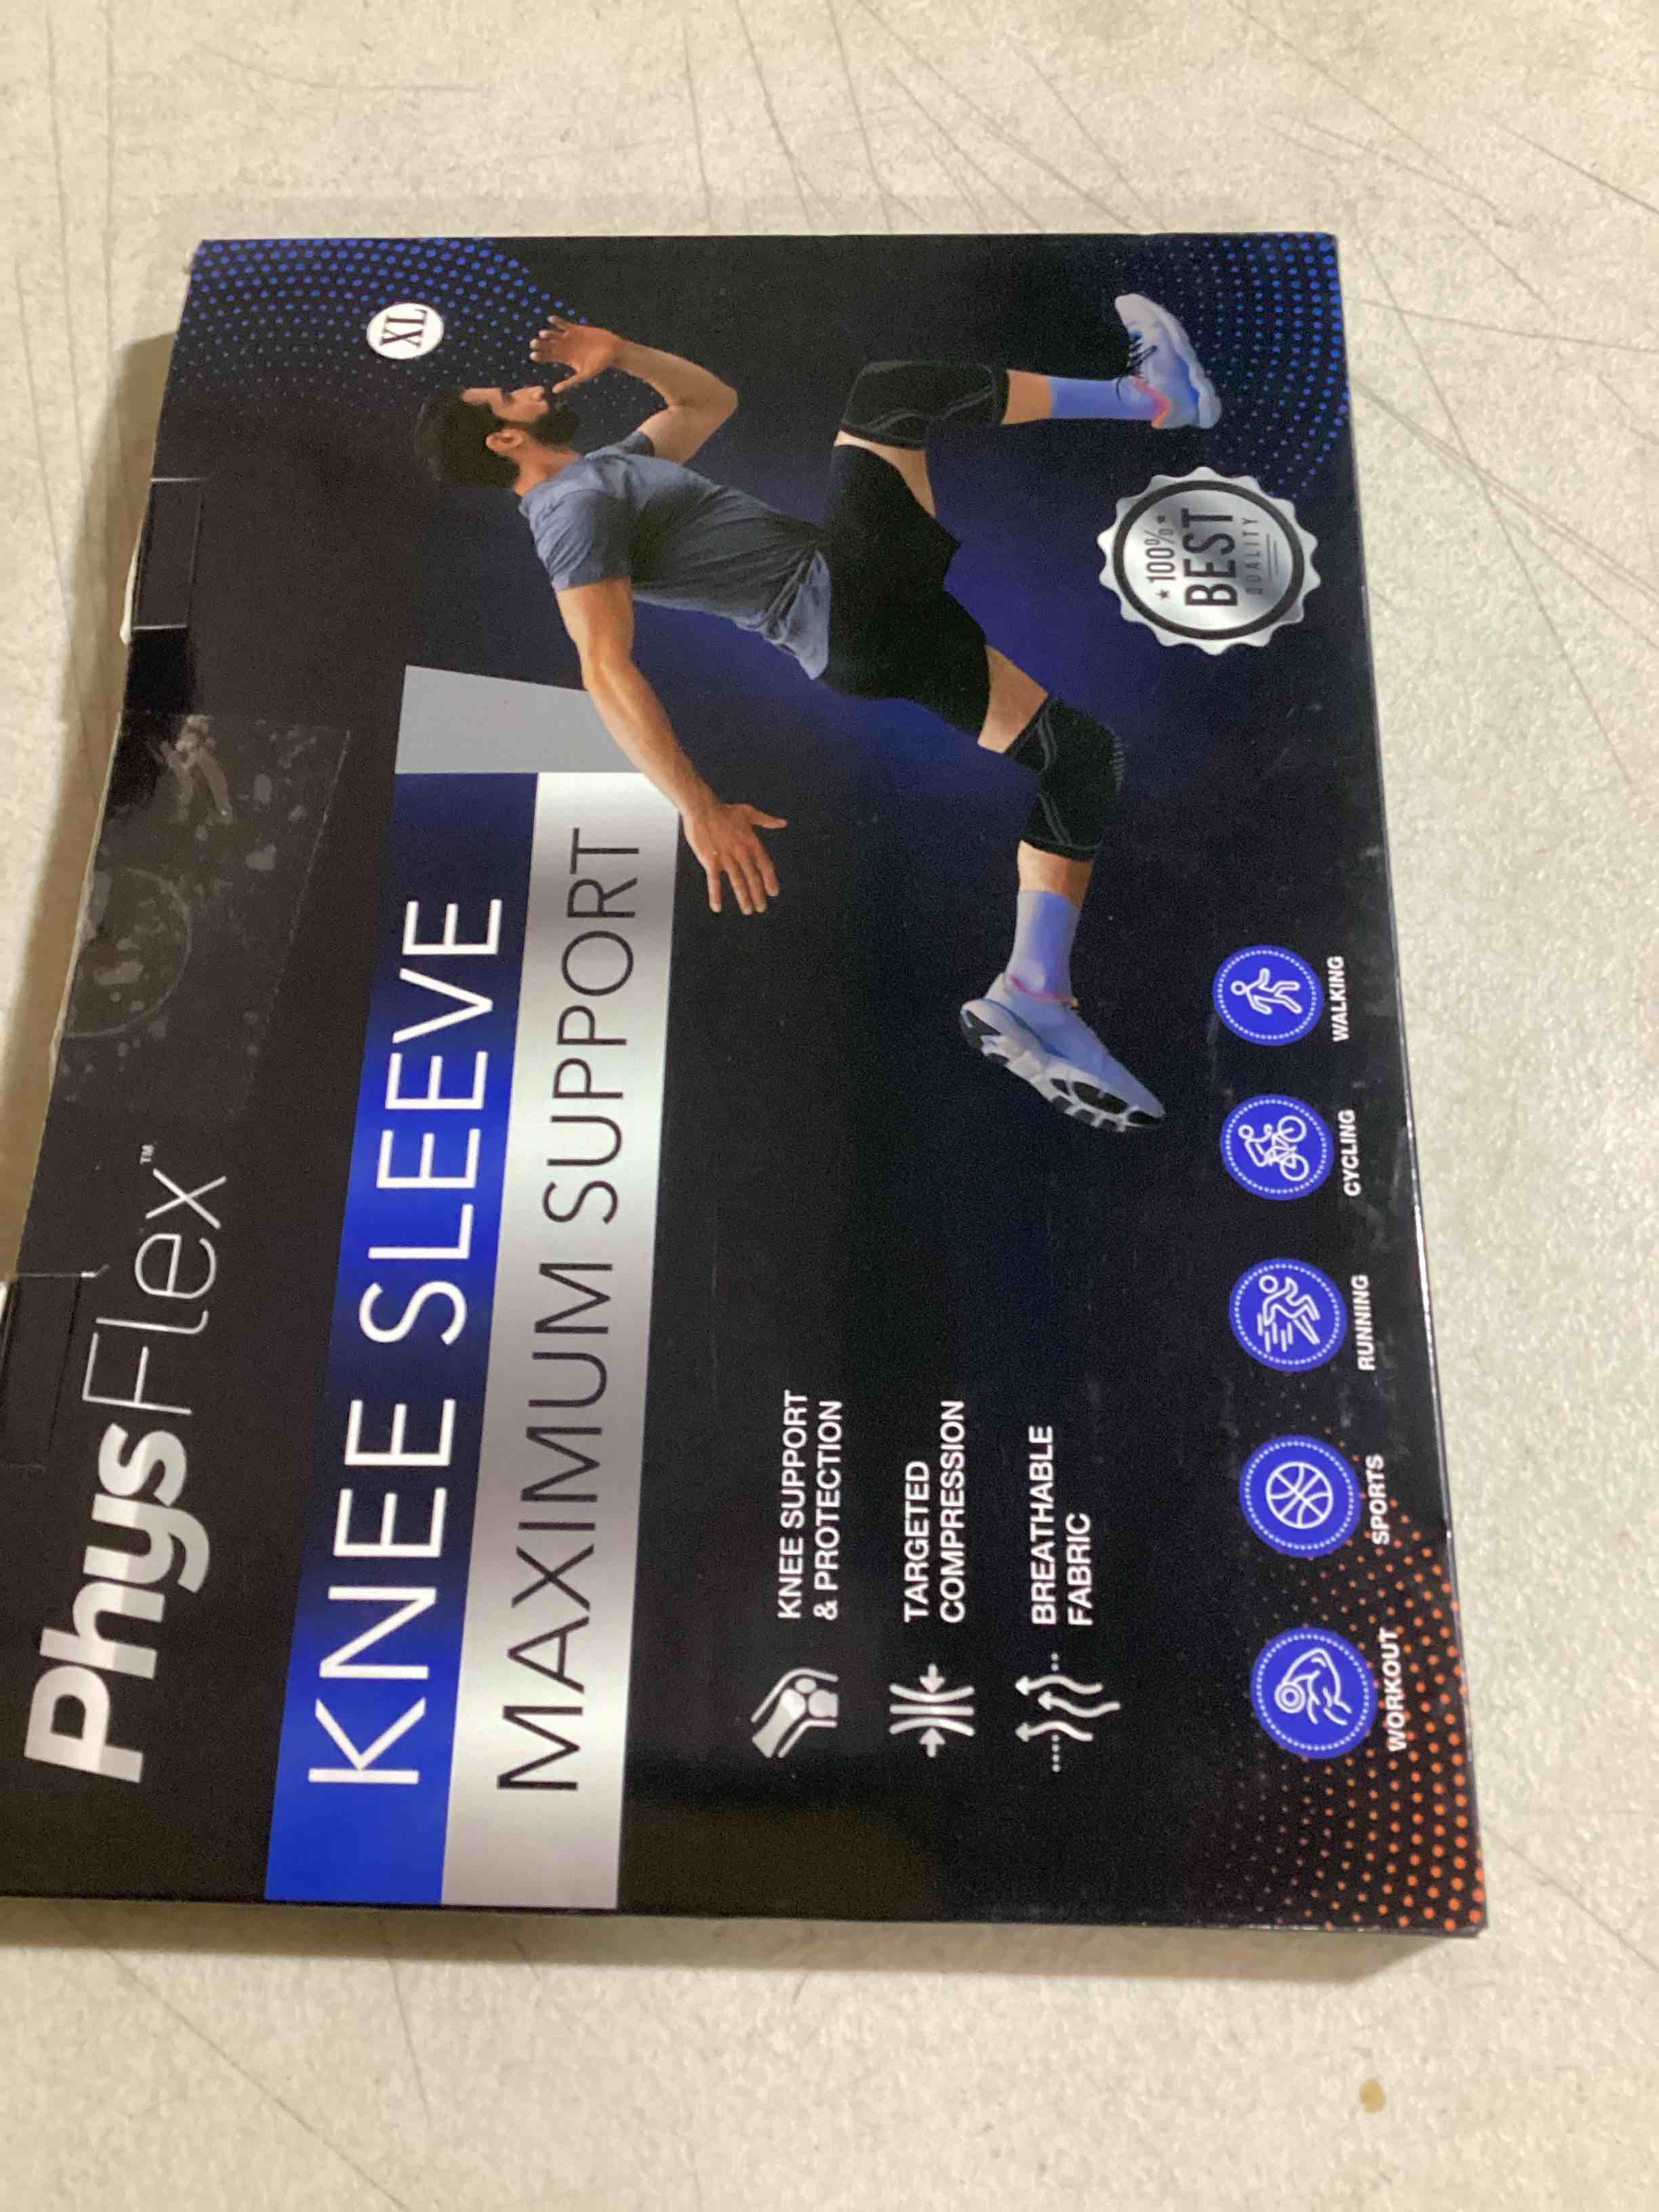 PhysFlex™
XL
KNEE SLEEVE
MAXIMUM SUPPORT
KNEE SUPPORT
& PROTECTION
TARGETED
COMPRESSION
BREATHABLE
FABRIC
★ 100% ★
BEST
QUALITY
WORKOUT
SPORTS
RUNNING
CYCLING
WALKING